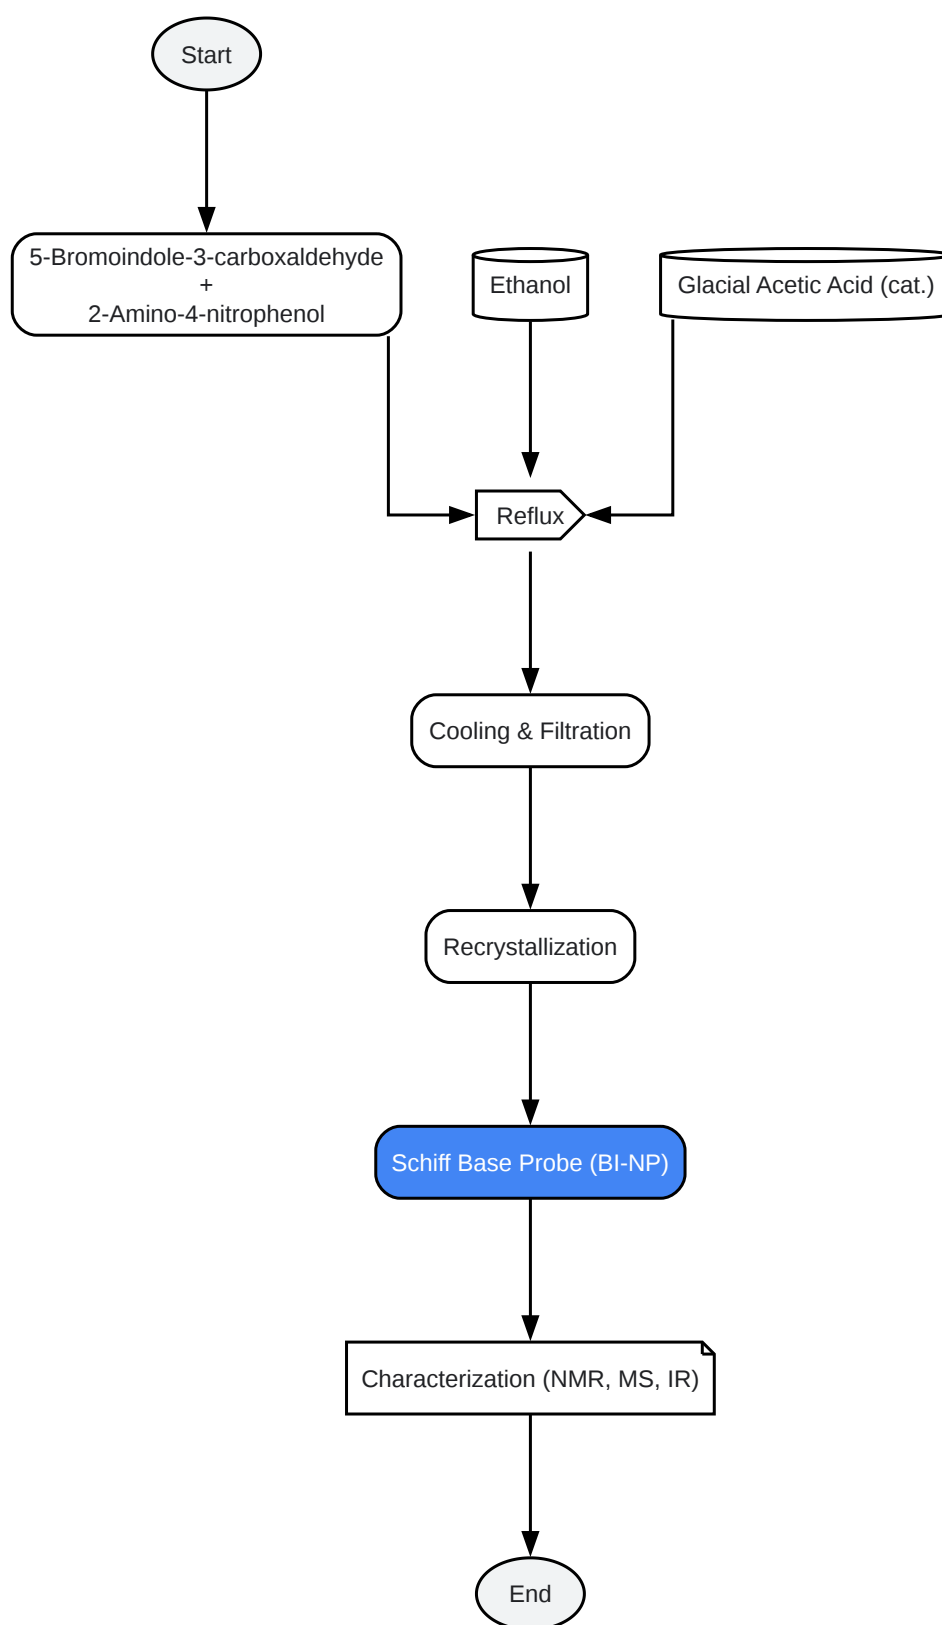 Start
5-Bromoindole-3-carboxaldehyde
+
2-Amino-4-nitrophenol
Ethanol
Glacial Acetic Acid (cat.)
Reflux
Cooling & Filtration
Recrystallization
Schiff Base Probe (BI-NP)
Characterization (NMR, MS, IR)
End